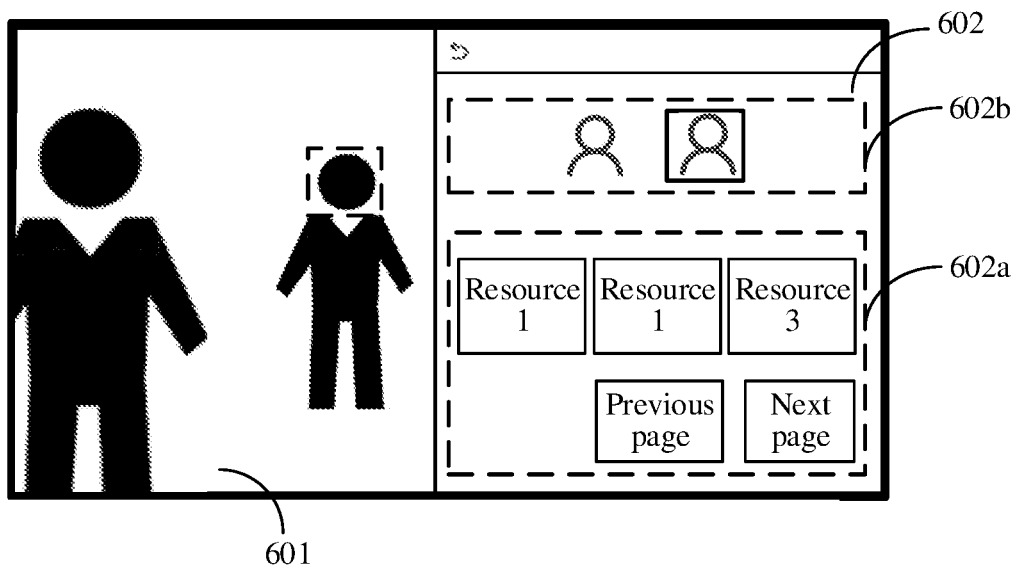 602
602b
602a
Resource
1
Resource
1
Resource
3
Previous
page
Next
page
601